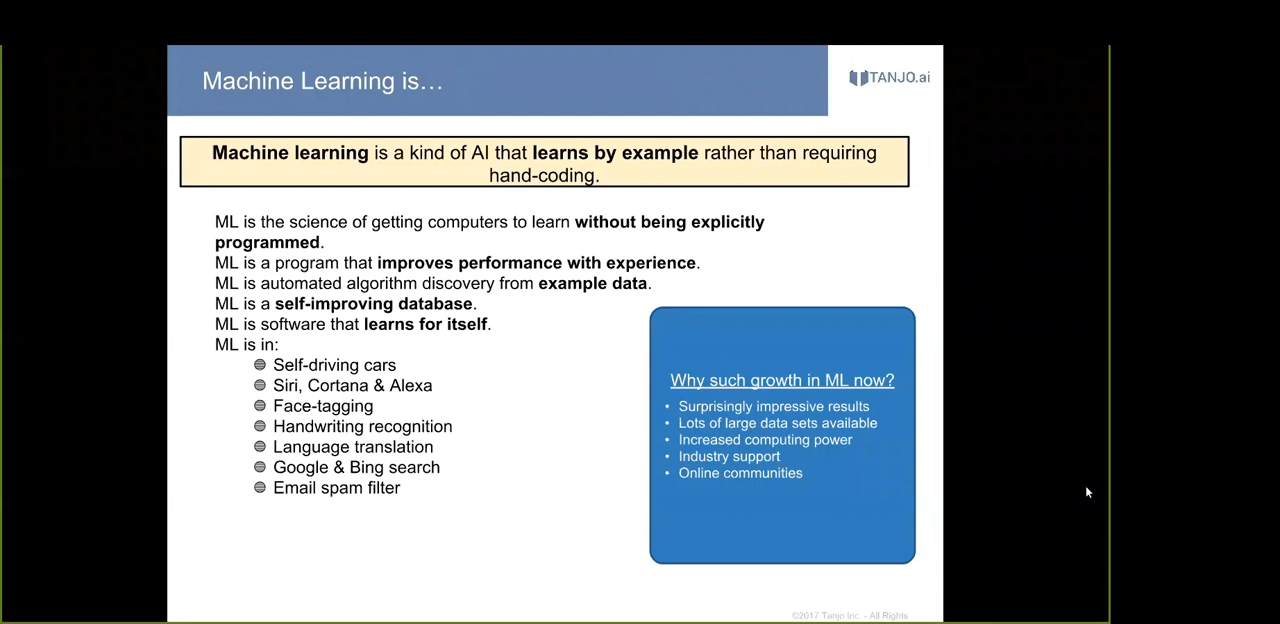 Machine Learning is…
TANJO.ai
Machine learning is a kind of AI that learns by example rather than requiring
hand-coding.
ML is the science of getting computers to learn without being explicitly
programmed.
ML is a program that improves performance with experience.
ML is automated algorithm discovery from example data.
ML is a self-improving database.
ML is software that learns for itself.
ML is in:
Self-driving cars
Siri, Cortana & Alexa
Face-tagging
Handwriting recognition
Language translation
Google & Bing search
Email spam filter
Why such growth in ML now?
• Surprisingly impressive results
• Lots of large data sets available
• Increased computing power
• Industry support
• Online communities
©2017 Tanjo Inc. - All Rights